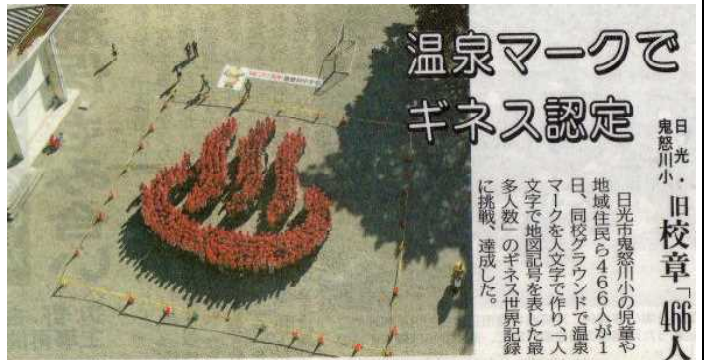 温泉マークで
ギネス認定
日光・
鬼怒川小
旧校章「466人
日光市鬼怒川小の児童や
地域住民ら466人が1
日、同校グラウンドで温泉
マークを人文字で作り、「人
文字で地図記号を表した最
多人数」のギネス世界記録
に挑戦、達成した。